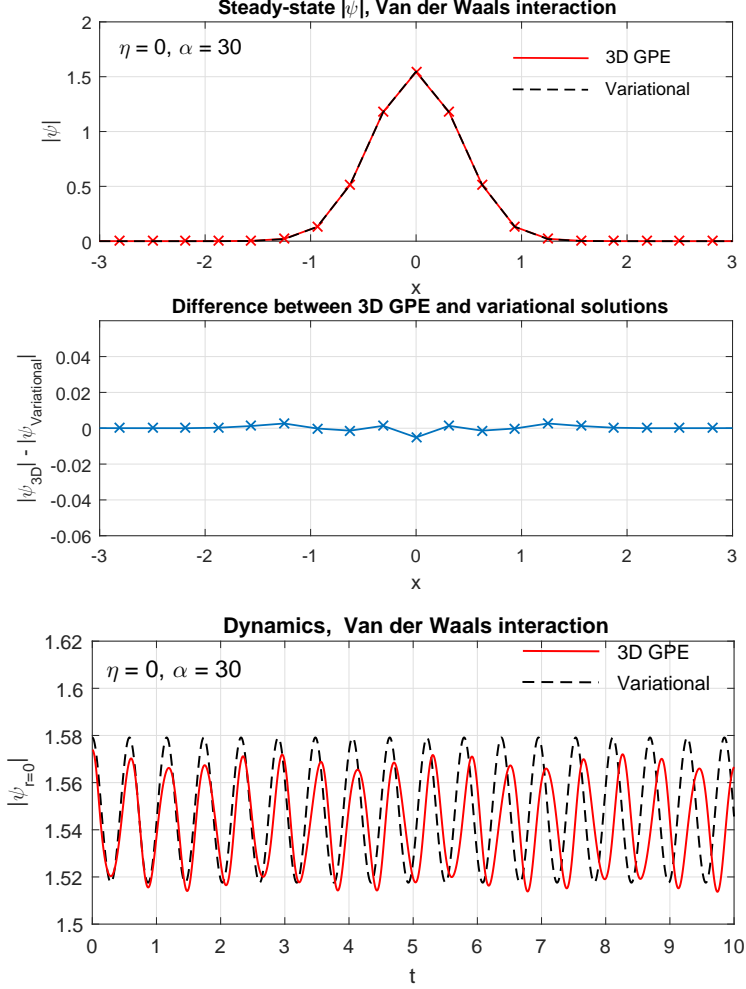 Steady-state |ψ|, Van der Waals interaction
η = 0, α = 30
3D GPE
Variational
|ψ|
2
1.5
1
0.5
0
-3 -2 -1 0 1 2 3
x
Difference between 3D GPE and variational solutions
|ψ_3D| - |ψ_Variational|
0.04
0.02
0
-0.02
-0.04
-0.06
-3 -2 -1 0 1 2 3
x
Dynamics, Van der Waals interaction
η = 0, α = 30
3D GPE
Variational
|ψ_r=0|
1.62
1.6
1.58
1.56
1.54
1.52
1.5
0 1 2 3 4 5 6 7 8 9 10
t